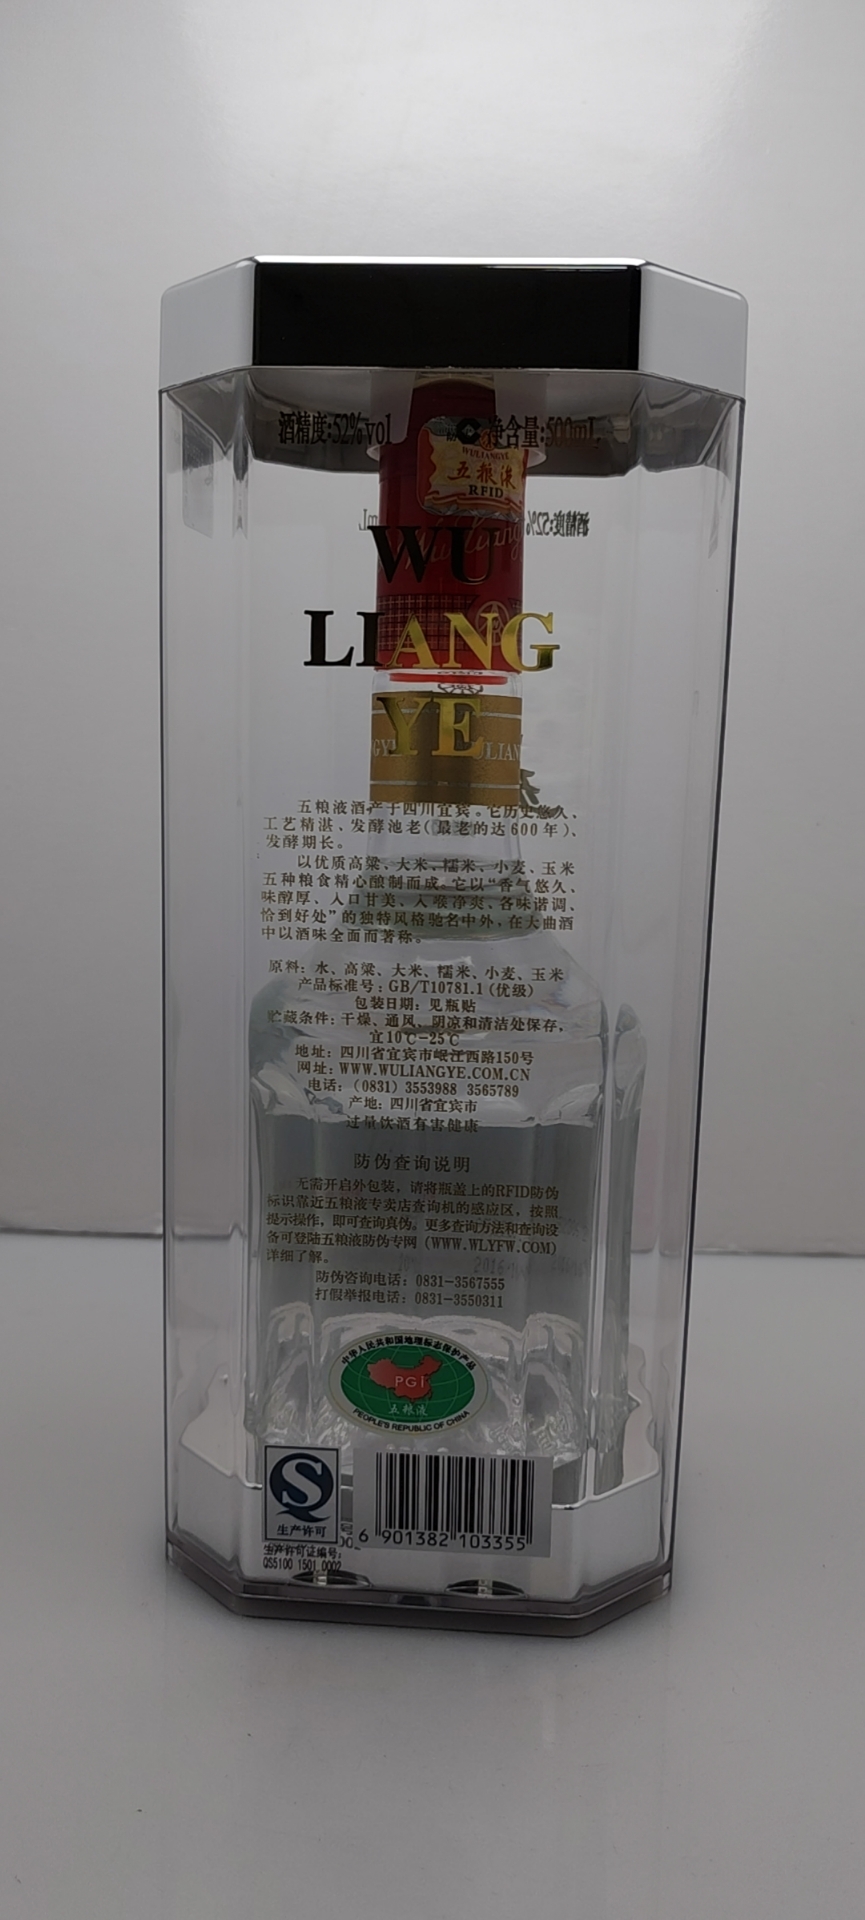 酒精度:52%vol 净含量:500mL
WULIANGYE
五粮液
RFID
WU
LIANG
YE
五粮液酒产于四川宜宾。它历史悠久、
工艺精湛、发酵池老(最老的达600年)、
发酵期长。
以优质高粱、大米、糯米、小麦、玉米
五种粮食精心酿制而成。它以“香气悠久、
味醇厚、入口甘美、入喉净爽、各味谐调、
恰到好处”的独特风格驰名中外,在大曲酒
中以酒味全面而著称。
原料: 水、高粱、大米、糯米、小麦、玉米
产品标准号: GB/T10781.1 (优级)
包装日期: 见瓶贴
贮藏条件: 干燥、通风、阴凉和清洁处保存,
宜10℃-25℃
地址: 四川省宜宾市岷江西路150号
网址: WWW.WULIANGYE.COM.CN
电话: (0831) 3553988 3565789
产地: 四川省宜宾市
过量饮酒有害健康
防伪查询说明
无需开启外包装, 请将瓶盖上的RFID防伪
标识靠近五粮液专卖店查询机的感应区, 按照
提示操作, 即可查询真伪。更多查询方法和查询设
备可登陆五粮液防伪专网 (WWW.WLYFW.COM)
详细了解。
防伪咨询电话: 0831-3567555
打假举报电话: 0831-3550311
中华人民共和国地理标志保护产品
PGI
五粮液
PEOPLE'S REPUBLIC OF CHINA
生产许可
生产许可证编号:
QS5100 1501 0002
6 901382 103355